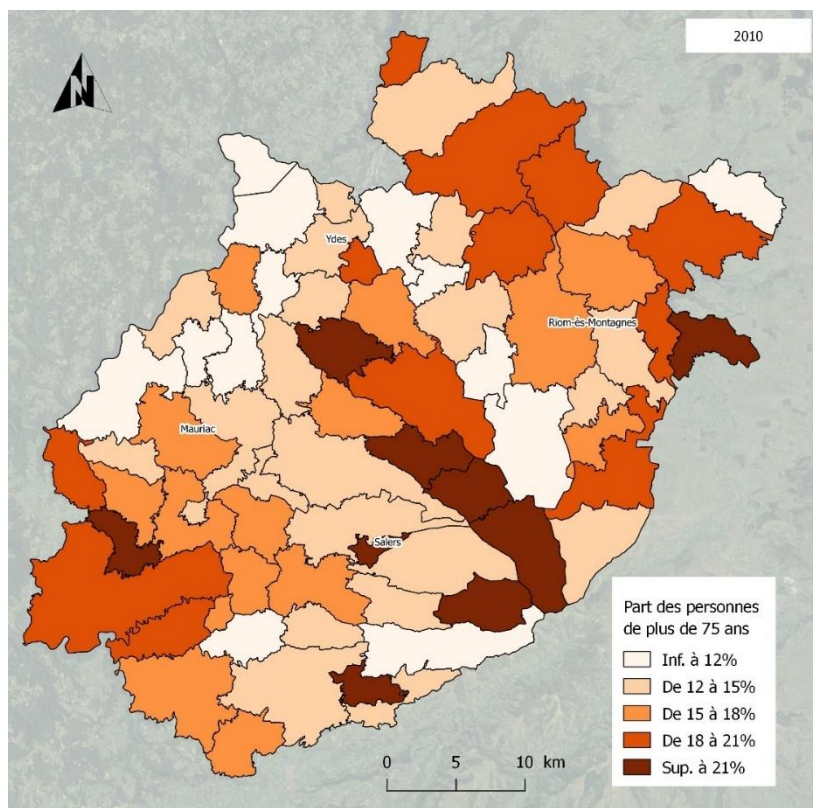 2010
N
Ydes
Riom-ès-Montagnes
Mauriac
Salers
Part des personnes
de plus de 75 ans
Inf. à 12%
De 12 à 15%
De 15 à 18%
De 18 à 21%
Sup. à 21%
0 5 10 km